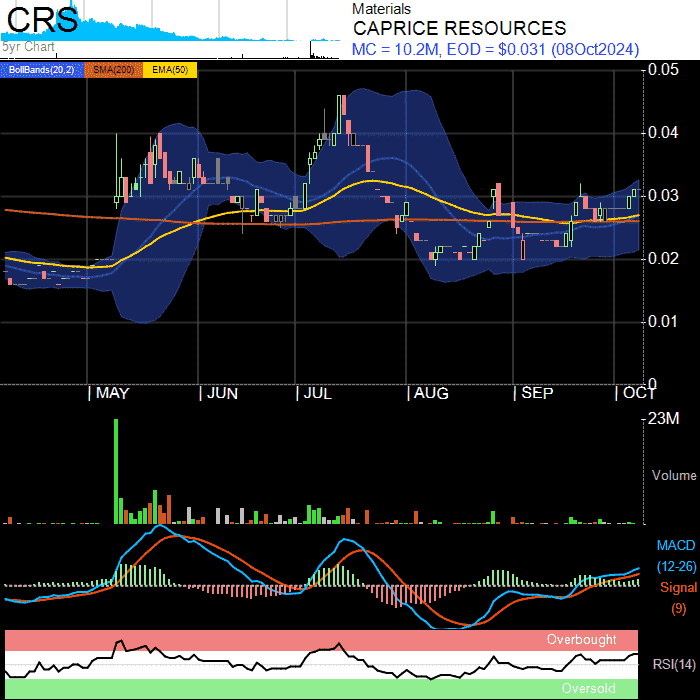 CRS
5yr Chart
Materials
CAPRICE RESOURCES
MC = 10.2M, EOD = $0.031 (08Oct2024)
BollBands(20,2) SMA(200) EMA(50)
0.05
0.04
0.03
0.02
0.01
0
MAY JUN JUL AUG SEP OCT
23M
Volume
MACD
(12-26)
Signal
(9)
Overbought
RSI(14)
Oversold